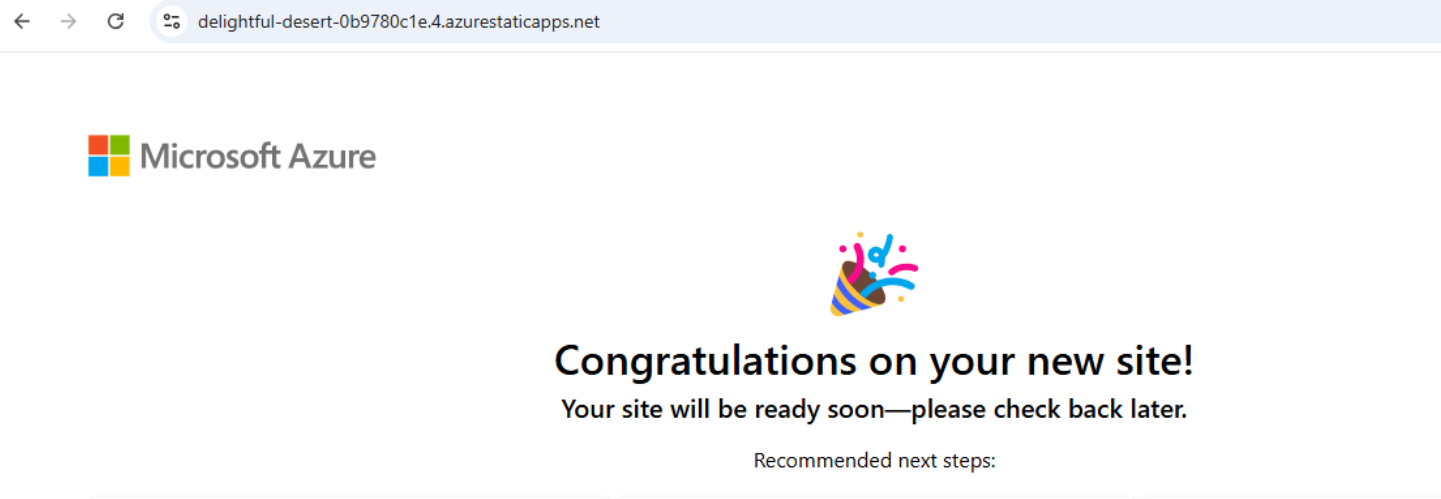 delightful-desert-0b9780c1e.4.azurestaticapps.net
Microsoft Azure
Congratulations on your new site!
Your site will be ready soon—please check back later.
Recommended next steps: